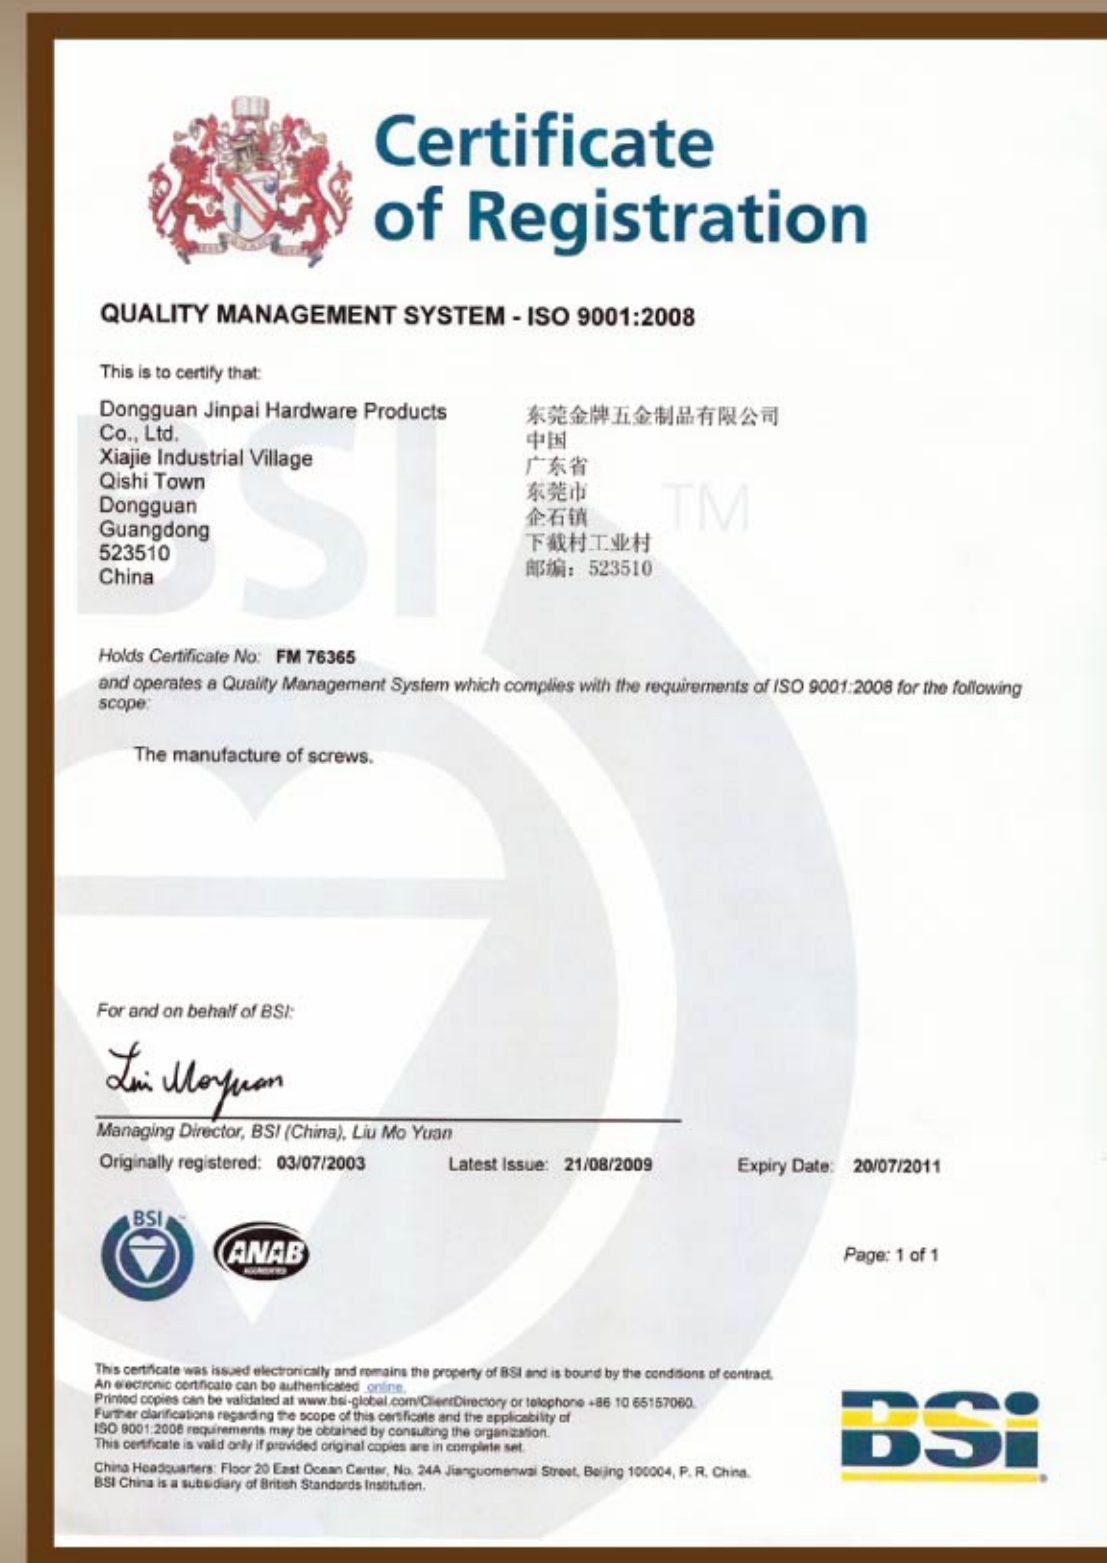 Certificate
of Registration
QUALITY MANAGEMENT SYSTEM - ISO 9001:2008
This is to certify that:
Dongguan Jinpai Hardware Products
Co., Ltd.
Xiajie Industrial Village
Qishi Town
Dongguan
Guangdong
523510
China
东莞金牌五金制品有限公司
中国
广东省
东莞市
企石镇
下截村工业村
邮编：523510
BSI
TM
Holds Certificate No: FM 76365
and operates a Quality Management System which complies with the requirements of ISO 9001:2008 for the following
scope:
The manufacture of screws.
For and on behalf of BSI:
Liu Moyuan
Managing Director, BSI (China), Liu Mo Yuan
Originally registered: 03/07/2003 Latest Issue: 21/08/2009 Expiry Date: 20/07/2011
BSI
ANAB
ACCREDITED
Page: 1 of 1
This certificate was issued electronically and remains the property of BSI and is bound by the conditions of contract.
An electronic certificate can be authenticated online.
Printed copies can be validated at www.bsi-global.com/ClientDirectory or telephone +86 10 65157060.
Further clarifications regarding the scope of this certificate and the applicability of
ISO 9001:2008 requirements may be obtained by consulting the organization.
This certificate is valid only if provided original copies are in complete set.
China Headquarters: Floor 20 East Ocean Center, No. 24A Jianguomenwai Street, Beijing 100004, P. R. China.
BSI China is a subsidiary of British Standards Institution.
BSi